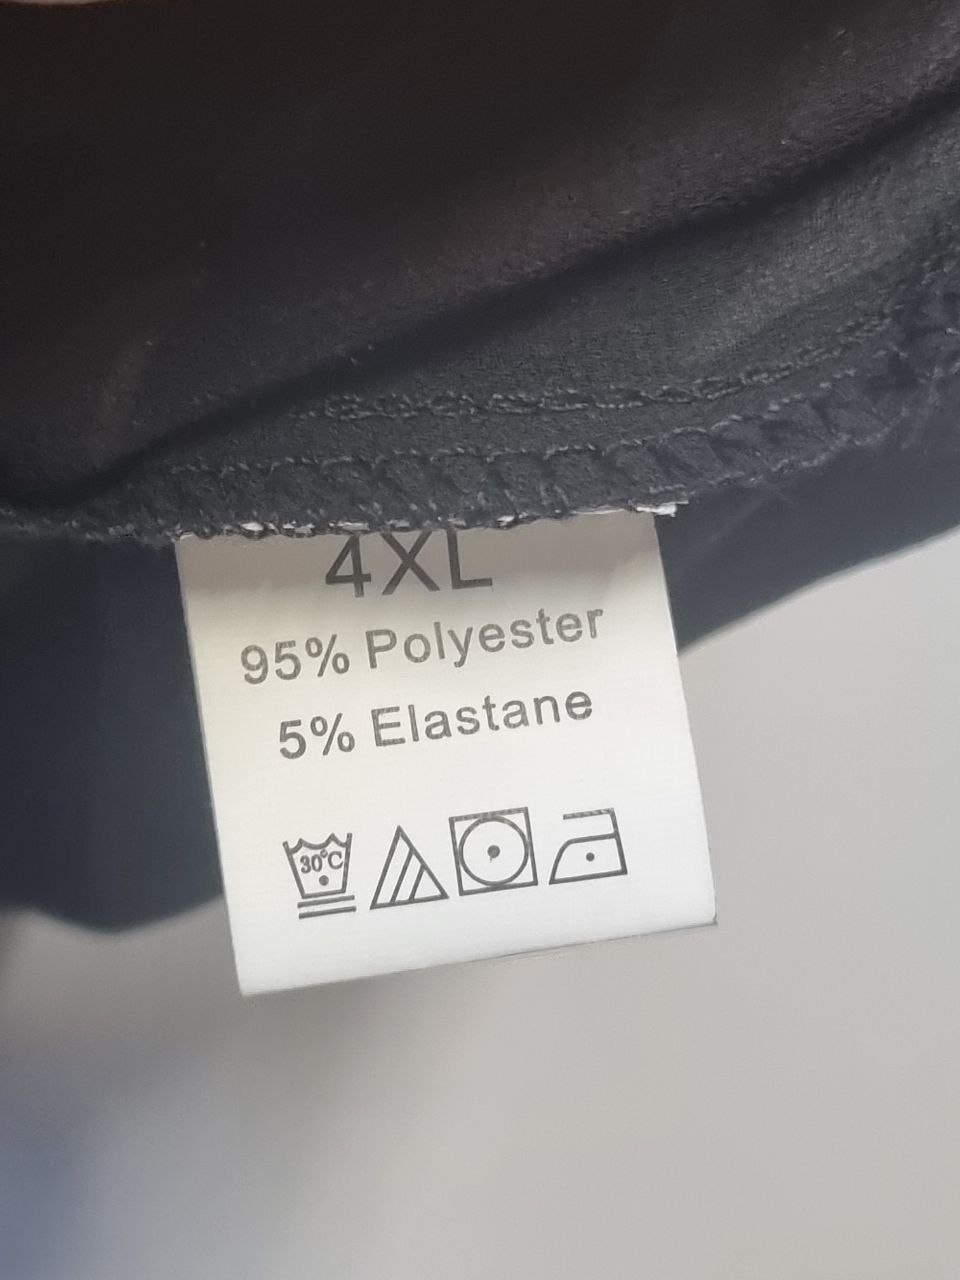 4XL
95% Polyester
5% Elastane
30°C